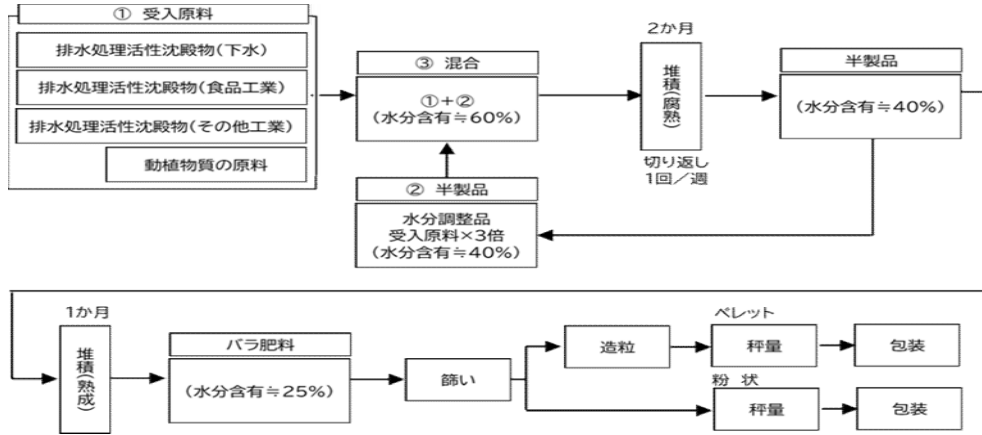 ① 受入原料
排水処理活性沈殿物(下水)
排水処理活性沈殿物(食品工業)
排水処理活性沈殿物(その他工業)
動植物質の原料
③ 混合
①+②
(水分含有≒60%)
② 半製品
水分調整品
受入原料×3倍
(水分含有≒40%)
2か月
堆積(腐熟)
切り返し
1回/週
半製品
(水分含有≒40%)
1か月
堆積(熟成)
バラ肥料
(水分含有≒25%)
篩い
造粒
ペレット
秤量
包装
粉 状
秤量
包装